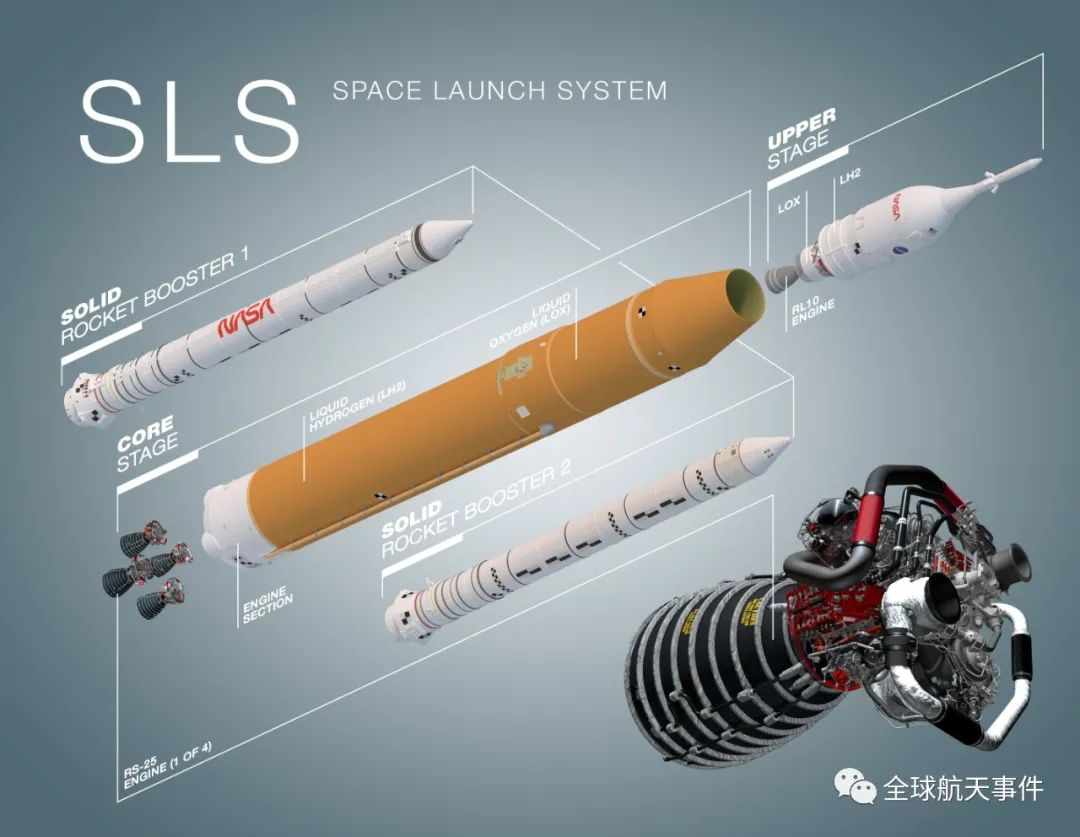 SLS
SPACE LAUNCH SYSTEM
UPPER
STAGE
LOX
LH2
NASA
RL10
ENGINE
SOLID
ROCKET BOOSTER 1
NASA
LIQUID
OXYGEN (LOX)
LIQUID
HYDROGEN (LH2)
CORE
STAGE
SOLID
ROCKET BOOSTER 2
ENGINE
SECTION
RS-25
ENGINE (1 OF 4)
全球航天事件